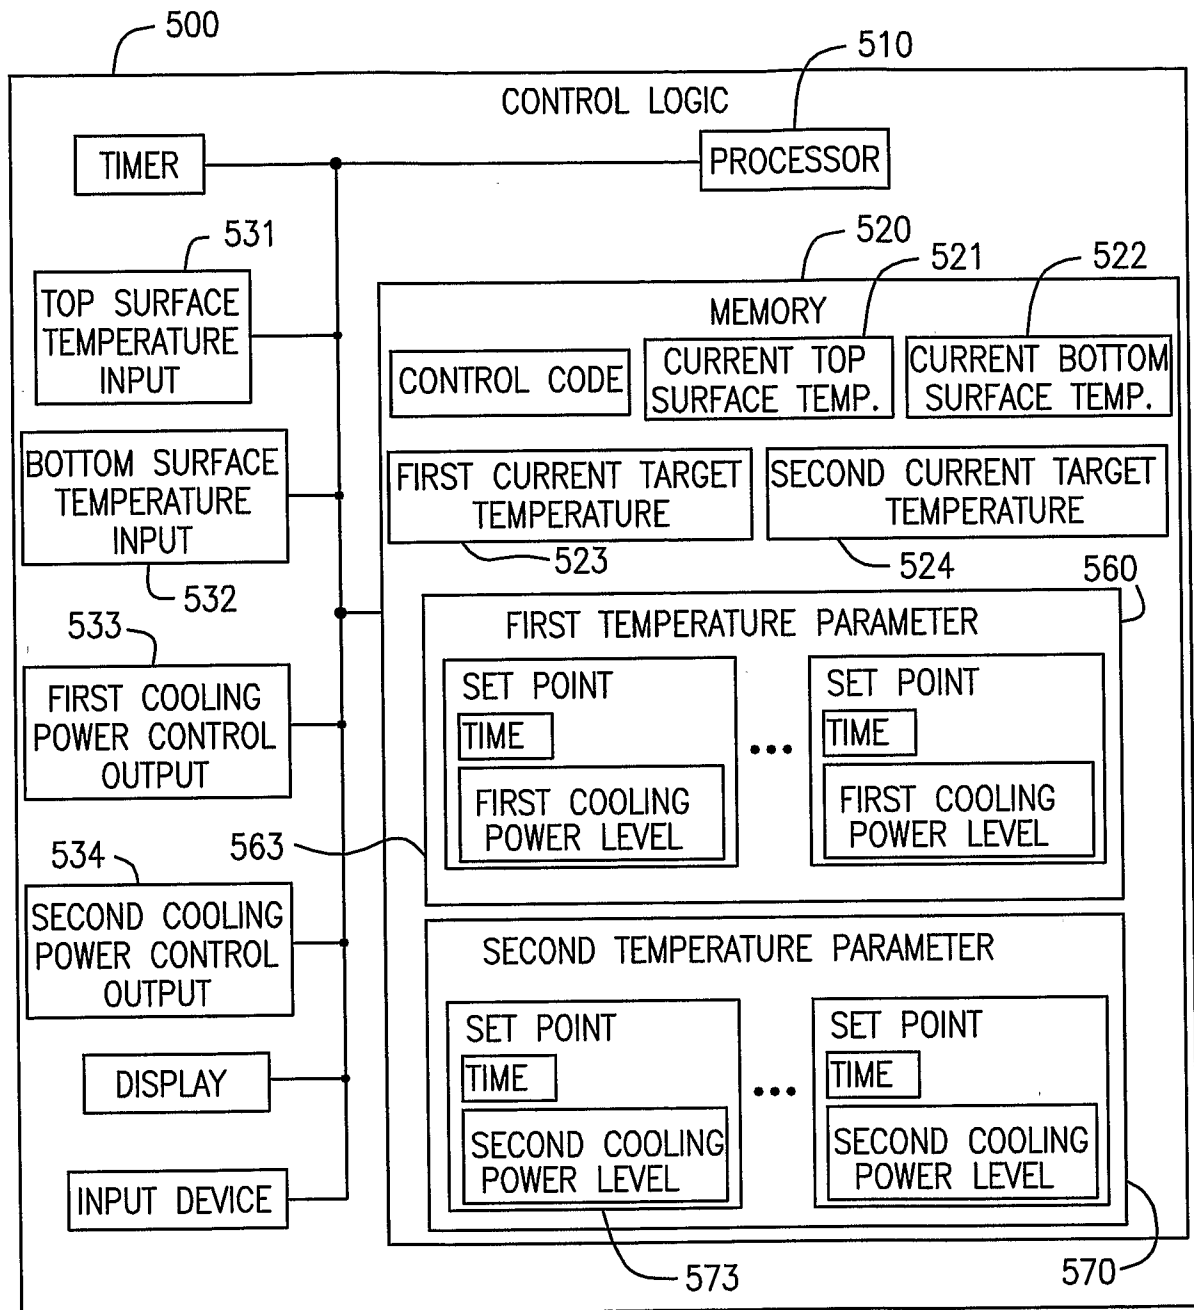 500
510
CONTROL LOGIC
TIMER
PROCESSOR
531
520
521
522
TOP SURFACE
TEMPERATURE
INPUT
MEMORY
CONTROL CODE
CURRENT TOP
SURFACE TEMP.
CURRENT BOTTOM
SURFACE TEMP.
BOTTOM SURFACE
TEMPERATURE
INPUT
FIRST CURRENT TARGET
TEMPERATURE
SECOND CURRENT TARGET
TEMPERATURE
523
524
560
532
533
FIRST TEMPERATURE PARAMETER
SET POINT
TIME
FIRST COOLING
POWER LEVEL
...
SET POINT
TIME
FIRST COOLING
POWER LEVEL
FIRST COOLING
POWER CONTROL
OUTPUT
563
534
SECOND COOLING
POWER CONTROL
OUTPUT
SECOND TEMPERATURE PARAMETER
SET POINT
TIME
SECOND COOLING
POWER LEVEL
...
SET POINT
TIME
SECOND COOLING
POWER LEVEL
DISPLAY
INPUT DEVICE
573
570